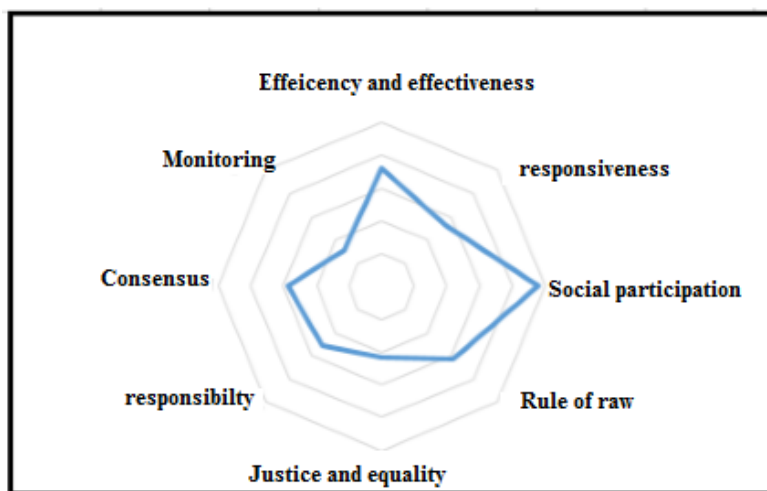 Effeicency and effectiveness
Monitoring
responsiveness
Consensus
Social participation
responsibilty
Rule of raw
Justice and equality